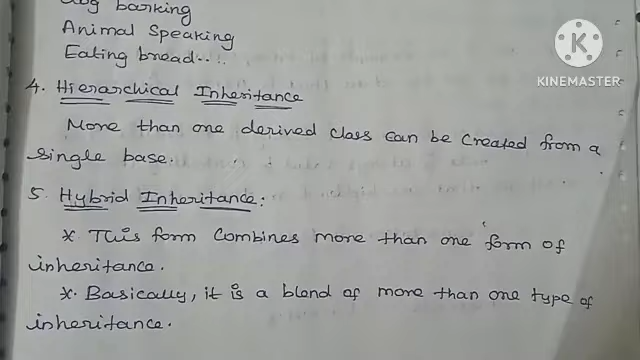 dog barking
Animal Speaking
Eating bread.....
4. Hierarchical Inheritance
More than one derived class can be created from a
single base.
5. Hybrid Inheritance:
* This form combines more than one form of
inheritance.
* Basically, it is a blend of more than one type of
inheritance.
KINEMASTER